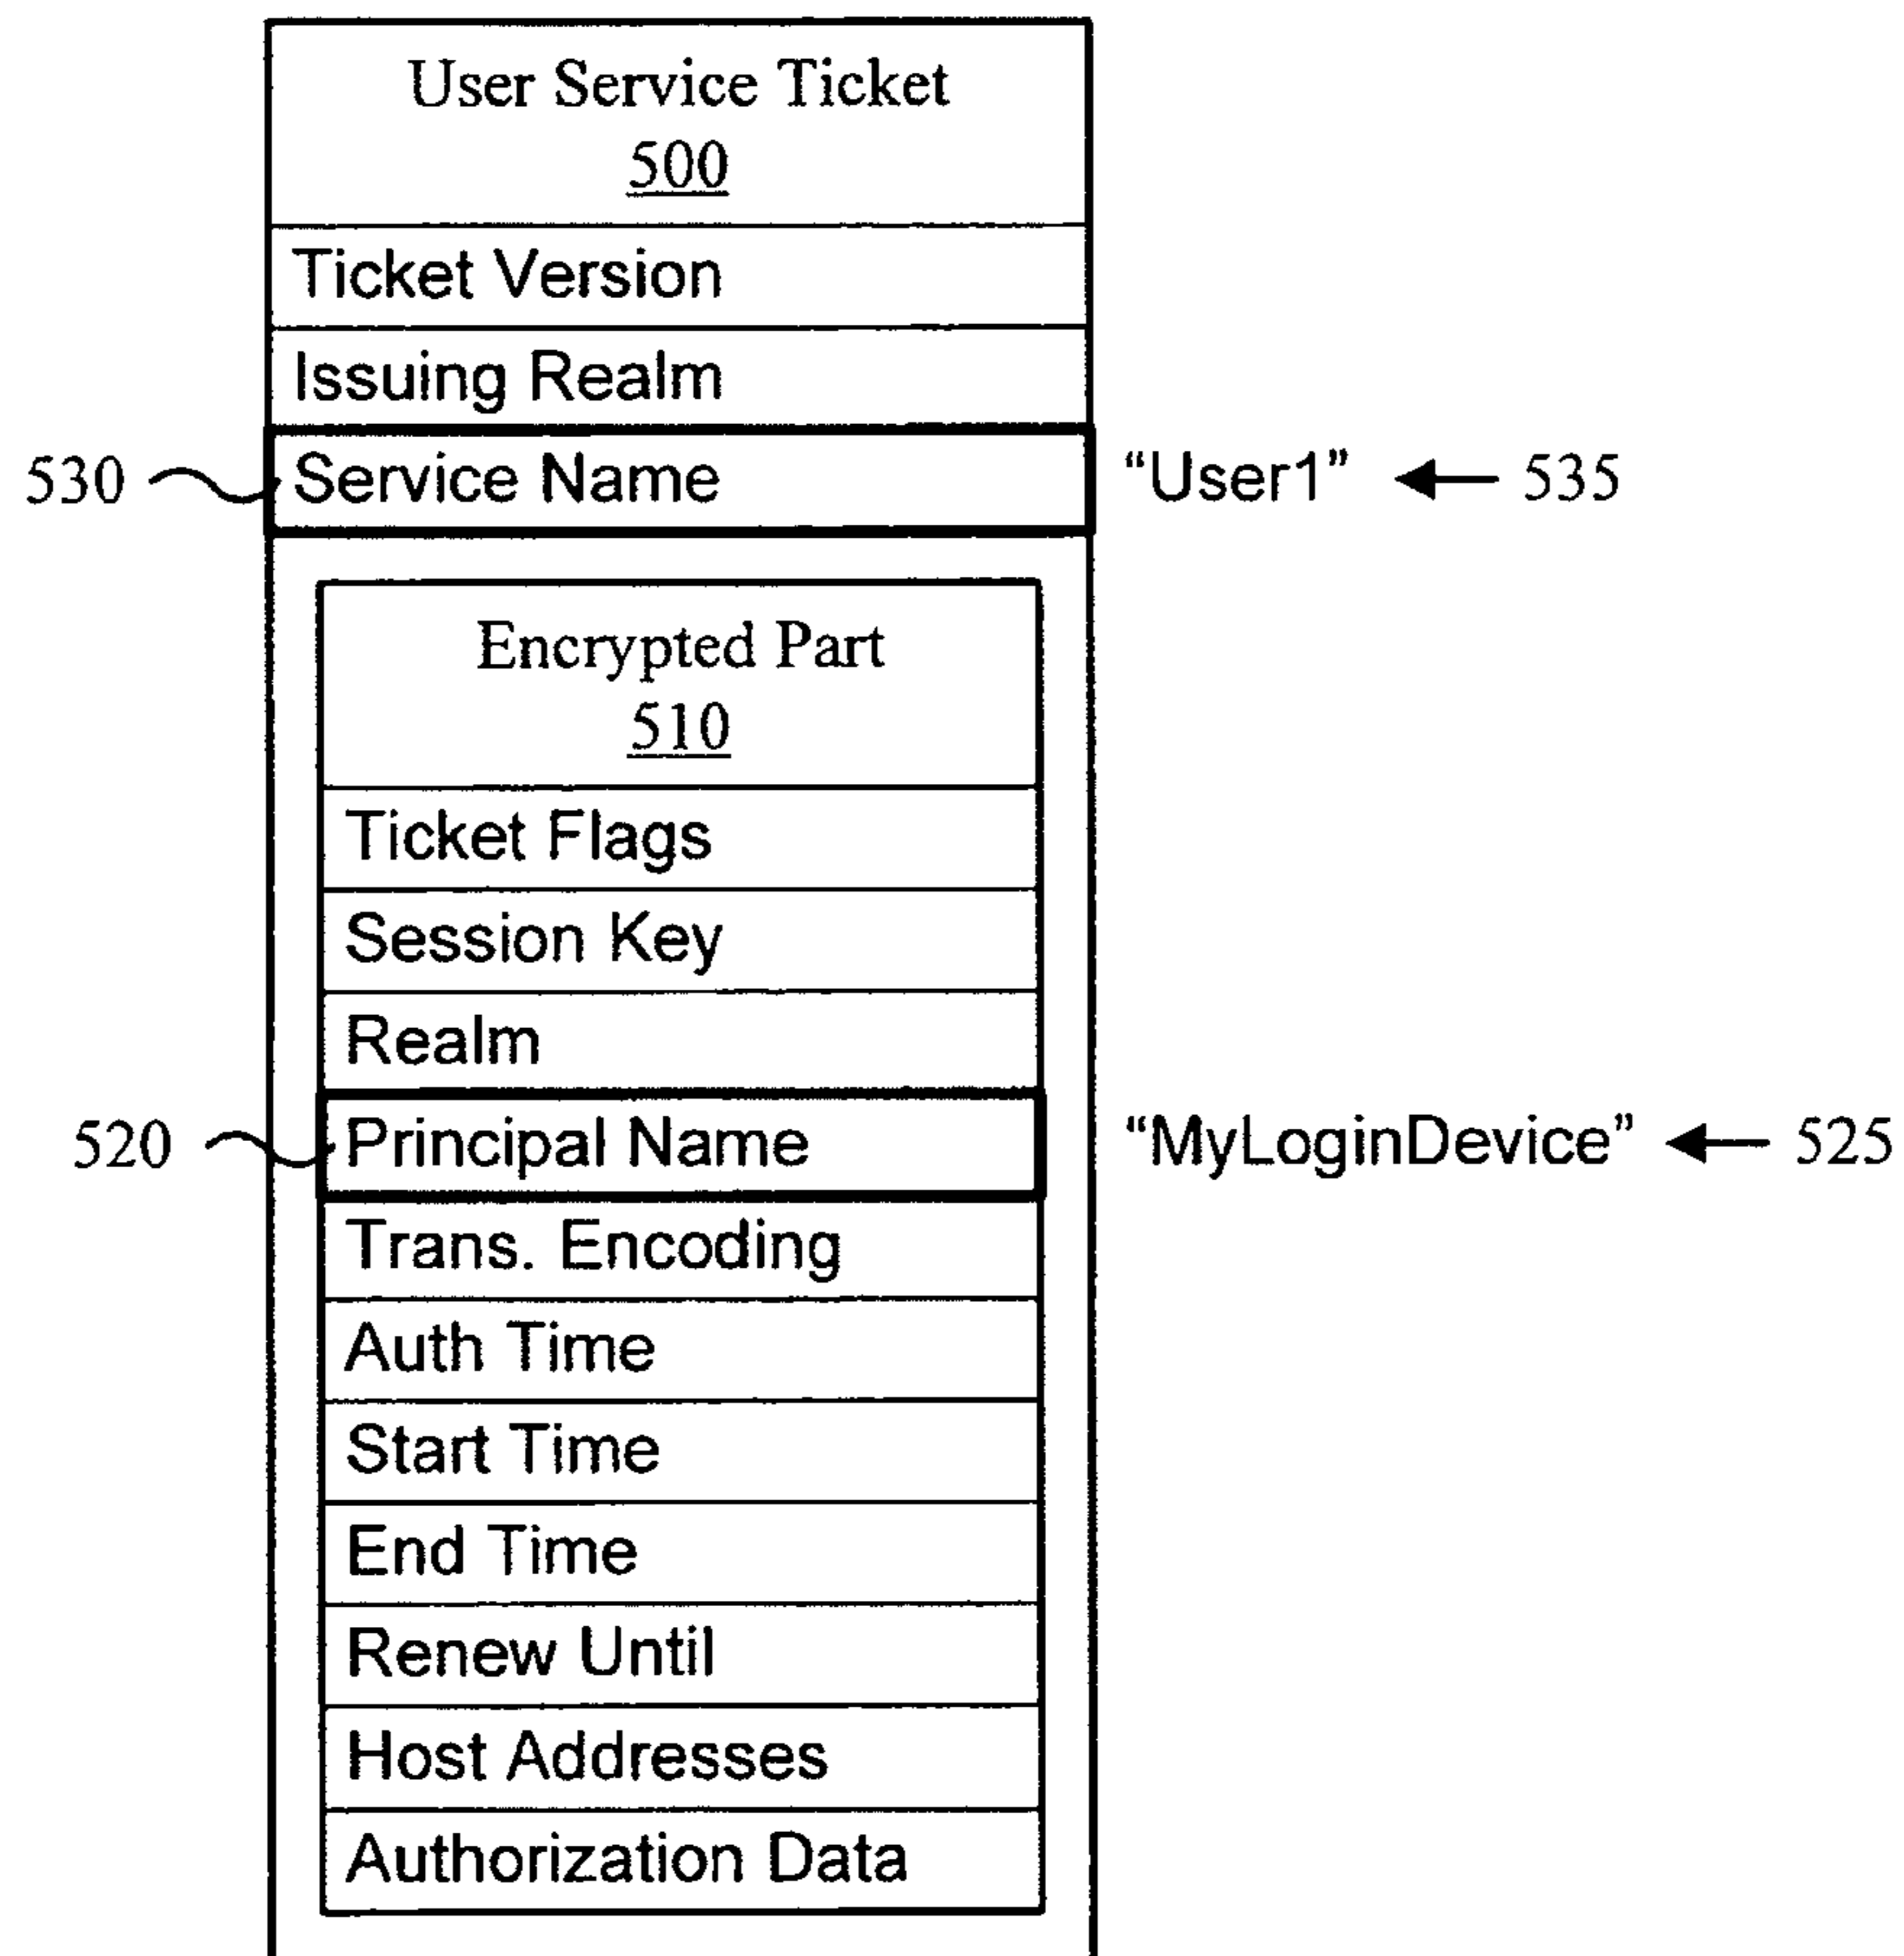 User Service Ticket
500
Ticket Version
Issuing Realm
530 Service Name “User1” 535
Encrypted Part
510
Ticket Flags
Session Key
Realm
520 Principal Name “MyLoginDevice” 525
Trans. Encoding
Auth Time
Start Time
End Time
Renew Until
Host Addresses
Authorization Data